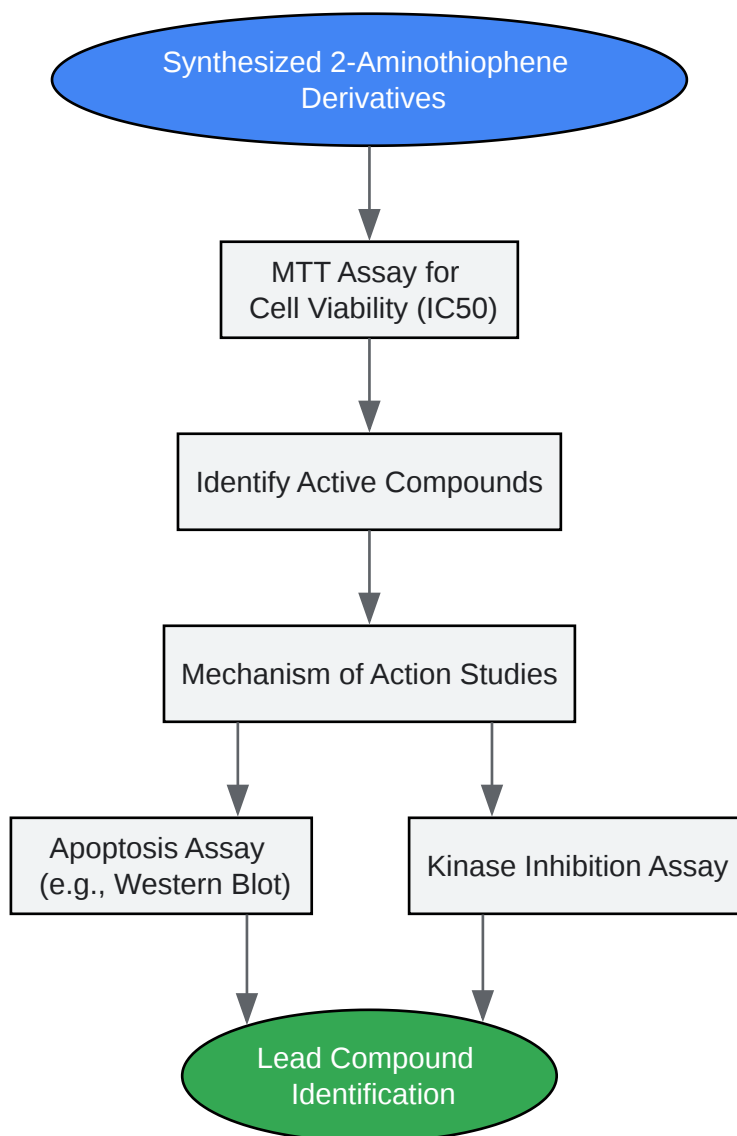 Synthesized 2-Aminothiophene
Derivatives
MTT Assay for
Cell Viability (IC50)
Identify Active Compounds
Mechanism of Action Studies
Apoptosis Assay
(e.g., Western Blot)
Kinase Inhibition Assay
Lead Compound
Identification